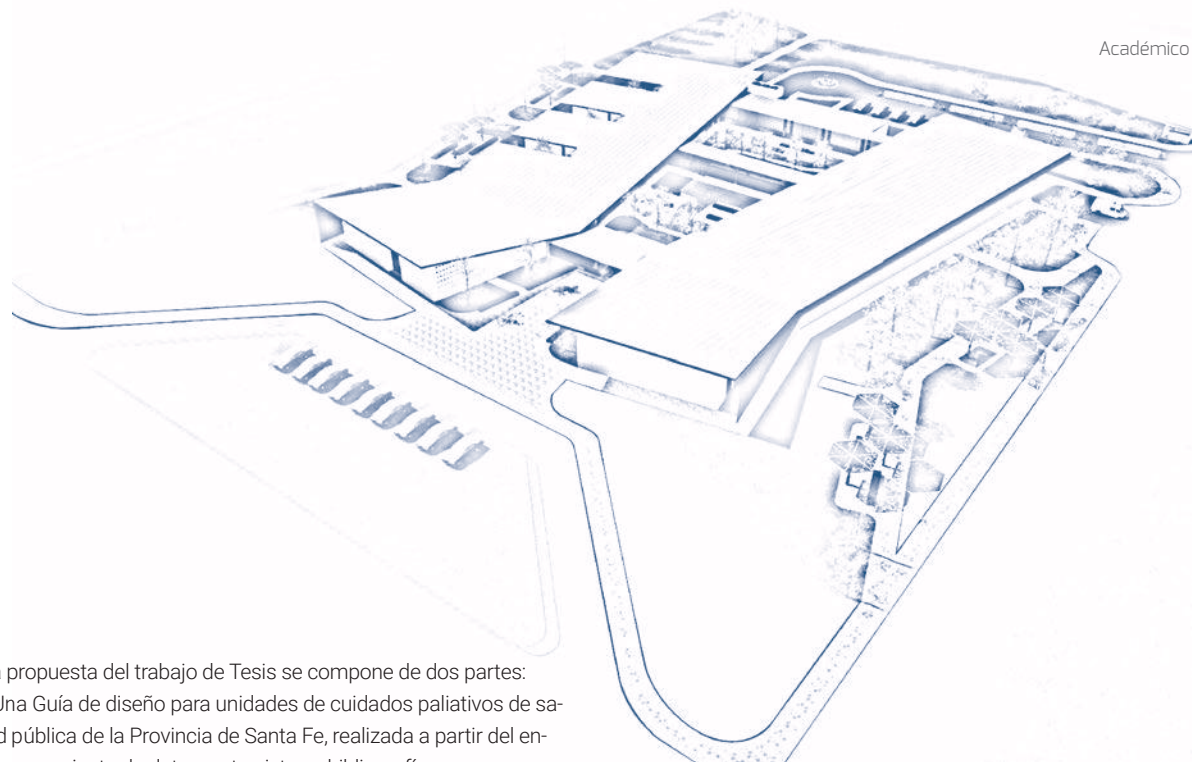 Académico
propuesta del trabajo de Tesis se compone de dos partes:
Una Guía de diseño para unidades de cuidados paliativos de sa-
pública de la Provincia de Santa Fe, realizada a partir del en-